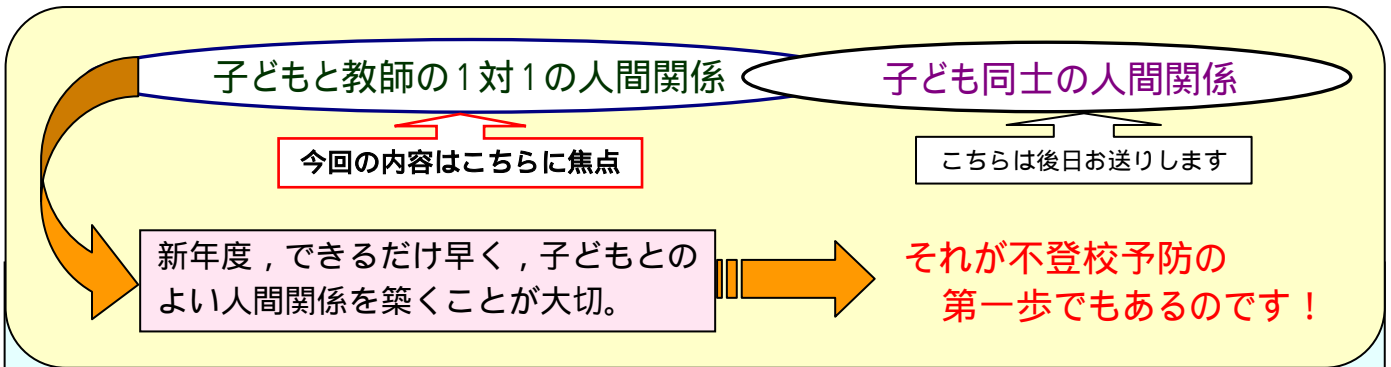 子どもと教師の1対1の人間関係
子ども同士の人間関係
今回の内容はこちらに焦点
こちらは後日お送りします
新年度，できるだけ早く，子どもとの
よい人間関係を築くことが大切。
それが不登校予防の
第一歩でもあるのです！